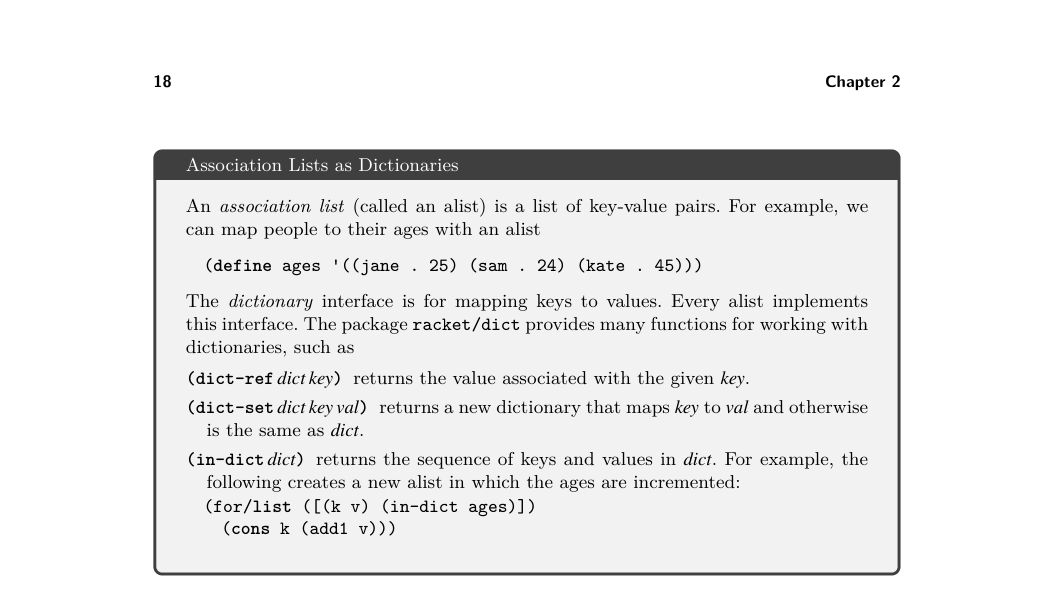 18 Chapter 2
Association Lists as Dictionaries
An association list (called an alist) is a list of key-value pairs. For example, we
can map people to their ages with an alist
(define ages '((jane . 25) (sam . 24) (kate . 45)))
The dictionary interface is for mapping keys to values. Every alist implements
this interface. The package racket/dict provides many functions for working with
dictionaries, such as
(dict-ref dict key) returns the value associated with the given key.
(dict-set dict key val) returns a new dictionary that maps key to val and otherwise
is the same as dict.
(in-dict dict) returns the sequence of keys and values in dict. For example, the
following creates a new alist in which the ages are incremented:
(for/list ([(k v) (in-dict ages)])
(cons k (add1 v)))